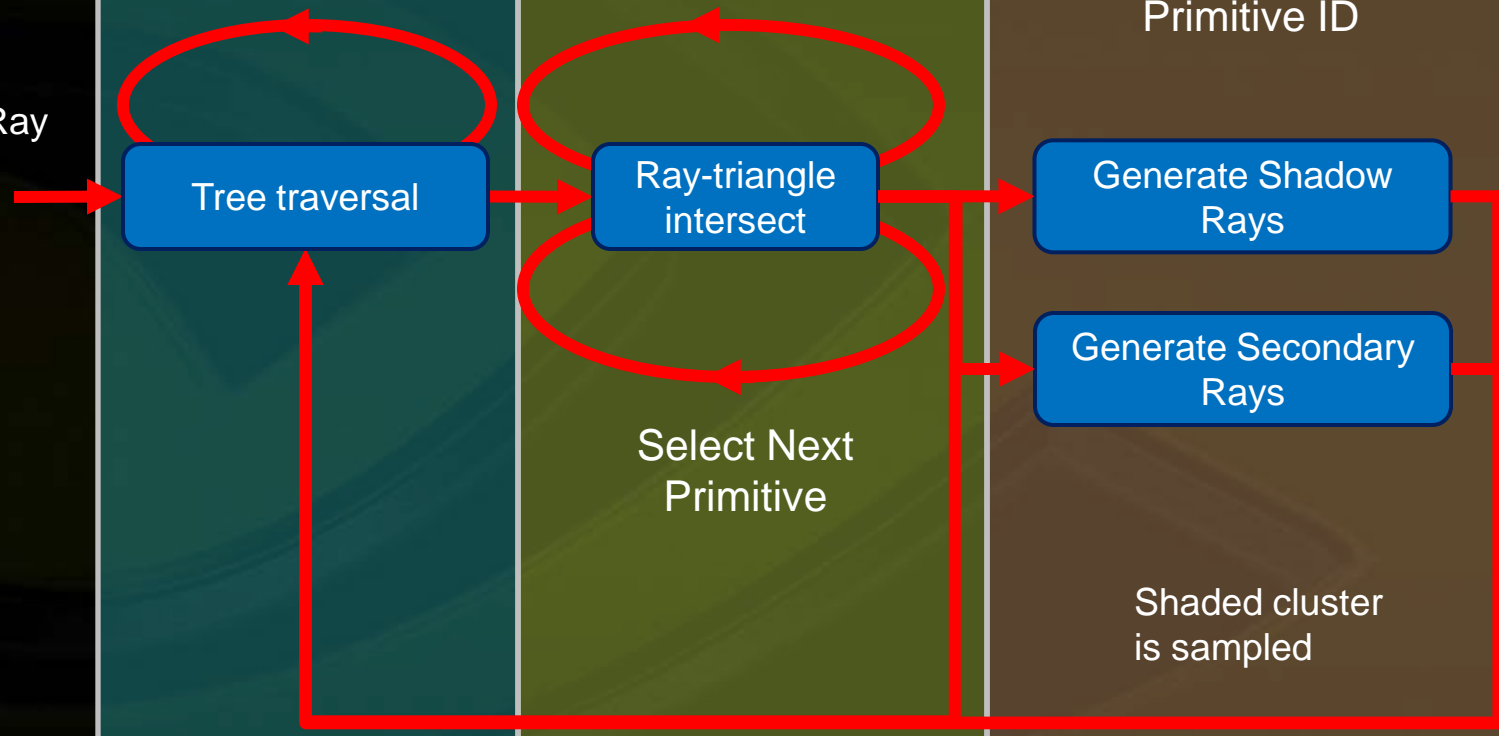 Primitive ID
Ray
Tree traversal
Ray-triangle
intersect
Generate Shadow
Rays
Generate Secondary
Rays
Select Next
Primitive
Shaded cluster
is sampled